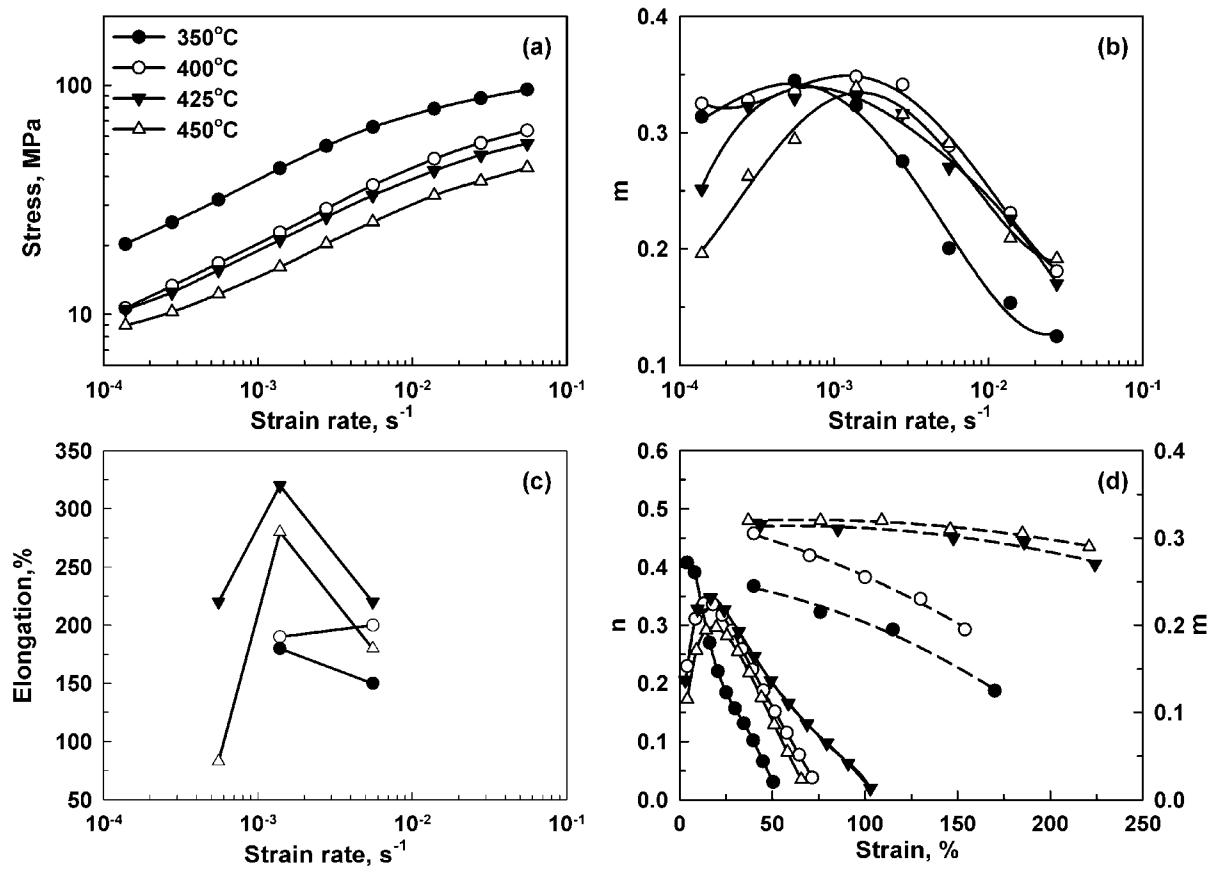 (a)
350°C
400°C
425°C
450°C
100
10
Stress, MPa
10-4 10-3 10-2 10-1
Strain rate, s-1
(b)
0.4
0.3
0.2
0.1
m
10-4 10-3 10-2 10-1
Strain rate, s-1
(c)
350
300
250
200
150
100
50
Elongation,%
10-4 10-3 10-2 10-1
Strain rate, s-1
(d)
0.6
0.5
0.4
0.3
0.2
0.1
0.0
n
0.4
0.3
0.2
0.1
0.0
m
0 50 100 150 200 250
Strain, %